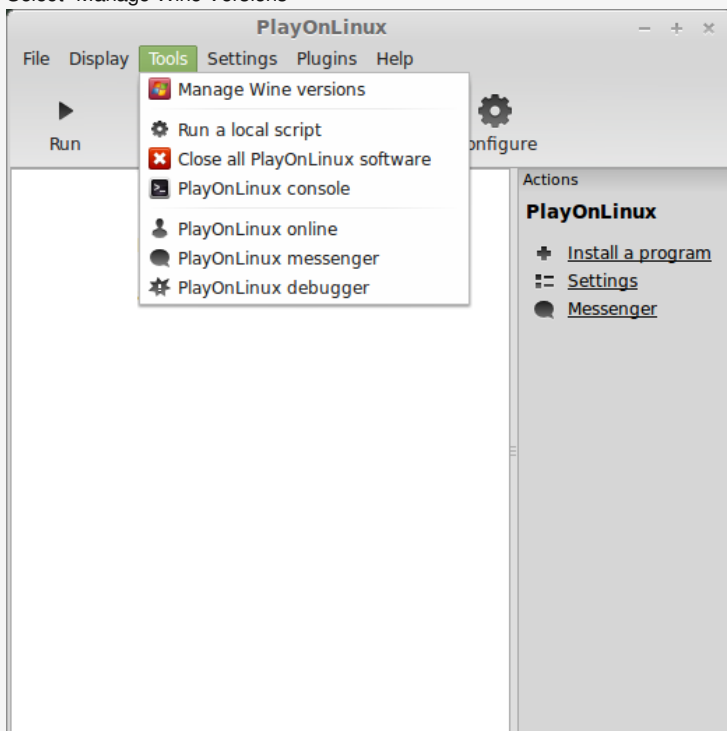 Select "Manage Wine Versions"
PlayOnLinux
File Display Tools Settings Plugins Help
Manage Wine versions
Run a local script
Close all PlayOnLinux software
PlayOnLinux console
PlayOnLinux online
PlayOnLinux messenger
PlayOnLinux debugger
Run
onfigure
Actions
PlayOnLinux
Install a program
Settings
Messenger